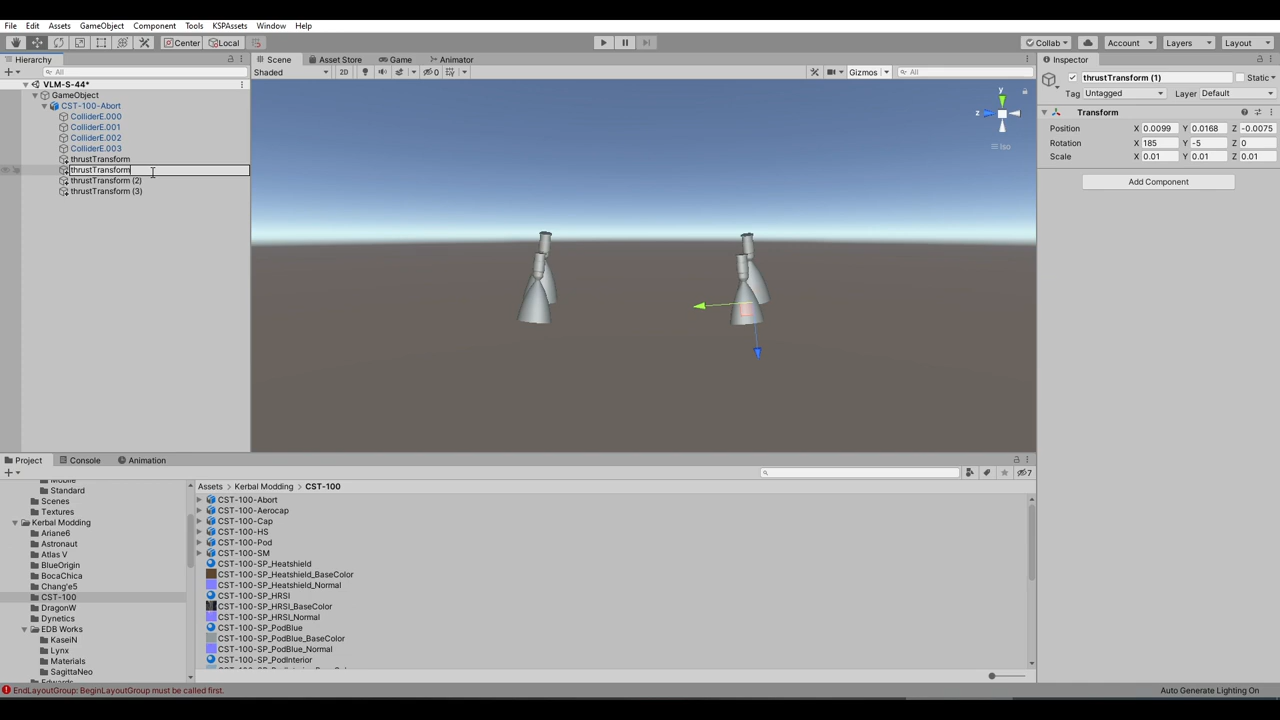 File Edit Assets GameObject Component Tools KSPAssets Window Help
Center Local Collab Account Layers Layout
Hierarchy Scene Asset Store Game Animator Inspector
All Shaded 2D 0 Gizmos All thrustTransform (1) Static
VLM-S-44*
GameObject Tag Untagged Layer Default
CST-100-Abort
y
z
Iso
Transform
ColliderE.000
ColliderE.001 Position X 0.0099 Y 0.0168 Z -0.0075
ColliderE.002 Rotation X 185 Y -5 Z 0
ColliderE.003 Scale X 0.01 Y 0.01 Z 0.01
thrustTransform
thrustTransform
thrustTransform (2) Add Component
thrustTransform (3)
Project Console Animation
7
Mobile
Standard
Scenes
Textures
Kerbal Modding
Ariane6
Astronaut
Atlas V
BlueOrigin
BocaChica
Chang'e5
CST-100
DragonW
Dynetics
EDB Works
KaseiN
Lynx
Materials
SagittaNeo
Edwards
Assets Kerbal Modding CST-100
CST-100-Abort
CST-100-Aerocap
CST-100-Cap
CST-100-HS
CST-100-Pod
CST-100-SM
CST-100-SP_Heatshield
CST-100-SP_Heatshield_BaseColor
CST-100-SP_Heatshield_Normal
CST-100-SP_HRSI
CST-100-SP_HRSI_BaseColor
CST-100-SP_HRSI_Normal
CST-100-SP_PodBlue
CST-100-SP_PodBlue_BaseColor
CST-100-SP_PodBlue_Normal
CST-100-SP_PodInterior
EndLayoutGroup: BeginLayoutGroup must be called first. Auto Generate Lighting On